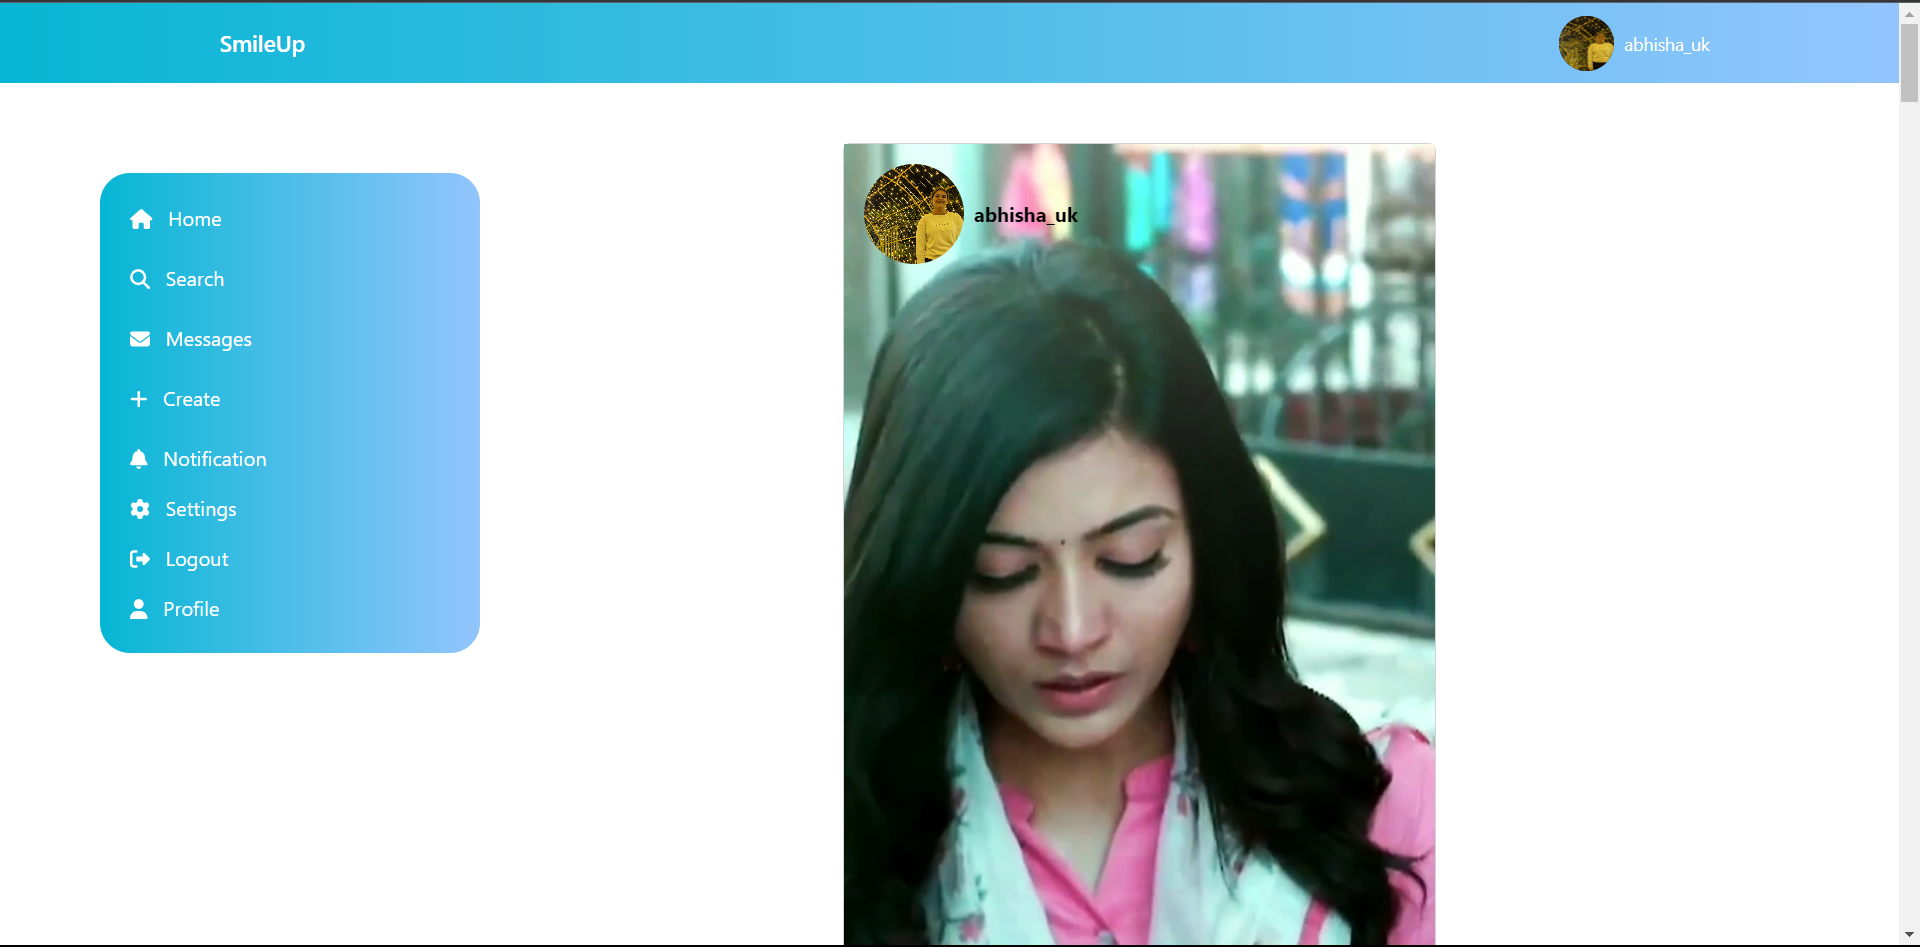 SmileUp
abhisha_uk
Home
Search
Messages
Create
Notification
Settings
Logout
Profile
abhisha_uk